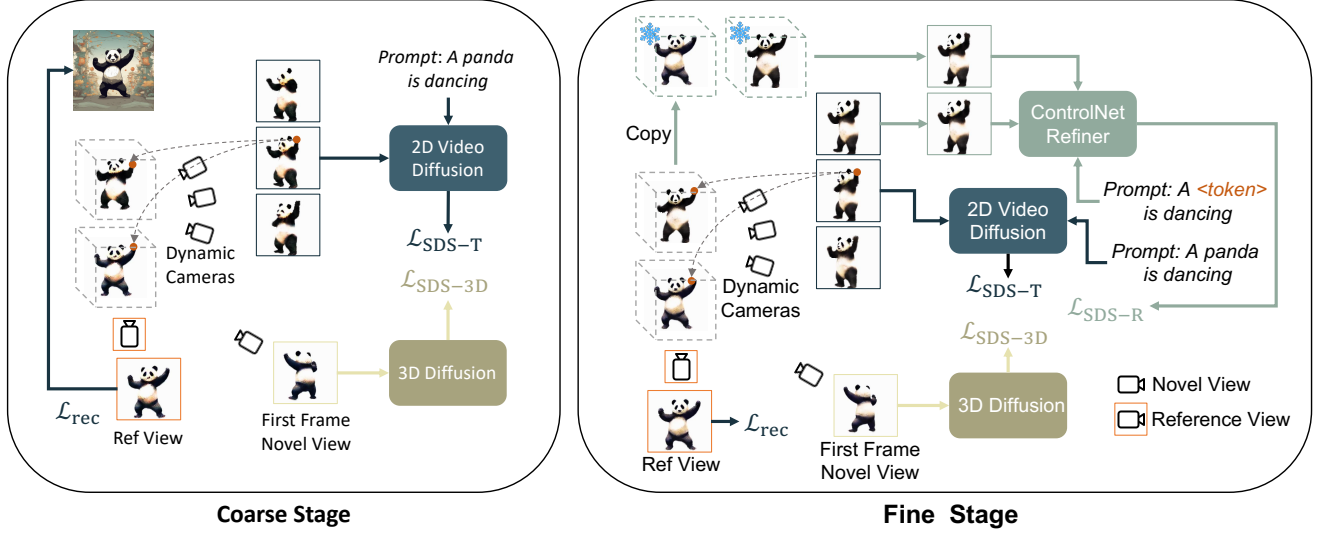 Prompt: A panda
is dancing
2D Video
Diffusion
ℒSDS−T
Dynamic
Cameras
ℒSDS−3D
3D Diffusion
ℒrec
Ref View
First Frame
Novel View
Coarse Stage
Copy
ControlNet
Refiner
Prompt: A <token>
is dancing
2D Video
Diffusion
Prompt: A panda
is dancing
Dynamic
Cameras
ℒSDS−T
ℒSDS−R
ℒSDS−3D
3D Diffusion
ℒrec
Ref View
First Frame
Novel View
Novel View
Reference View
Fine Stage